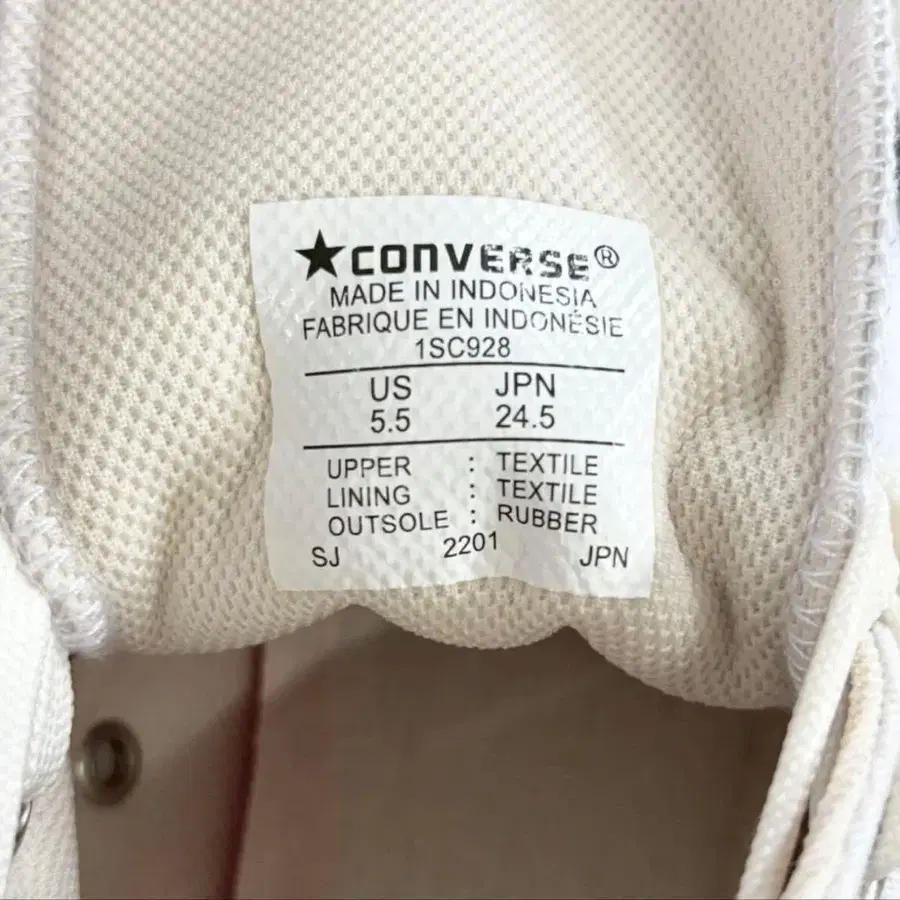 ★CONVERSE®
MADE IN INDONESIA
FABRIQUE EN INDONÉSIE
1SC928
US JPN
5.5 24.5
UPPER : TEXTILE
LINING : TEXTILE
OUTSOLE : RUBBER
SJ 2201 JPN